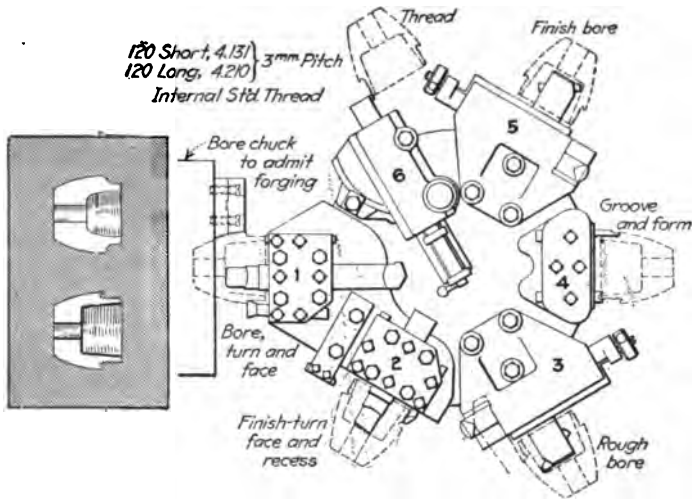 120 Short, 4.131 } 3mm Pitch
120 Long, 4.210
Internal Std. Thread
Thread
Finish bore
Bore chuck
to admit
forging
5
6
Groove
and form
1
4
Bore,
turn and
face
2
3
Finish-turn
face and
recess
Rough
bore